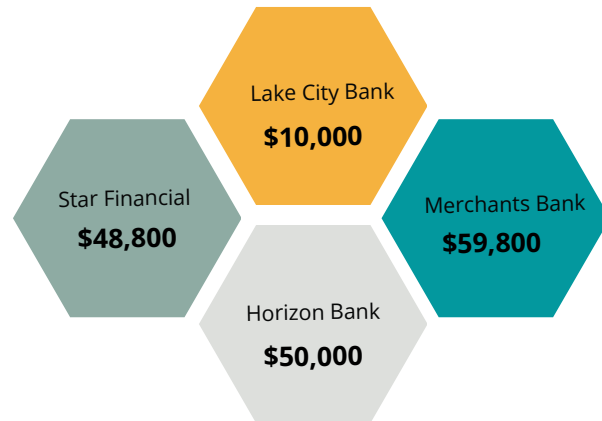 Lake City Bank
$10,000
Star Financial
$48,800
Merchants Bank
$59,800
Horizon Bank
$50,000